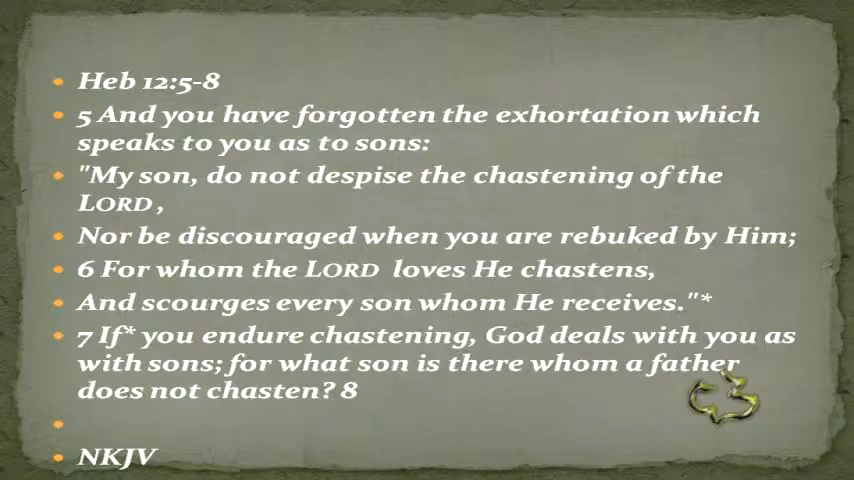 Heb 12:5-8
5 And you have forgotten the exhortation which
speaks to you as to sons:
"My son, do not despise the chastening of the
LORD ,
Nor be discouraged when you are rebuked by Him;
6 For whom the LORD loves He chastens,
And scourges every son whom He receives."*
7 If* you endure chastening, God deals with you as
with sons; for what son is there whom a father
does not chasten? 8
NKJV